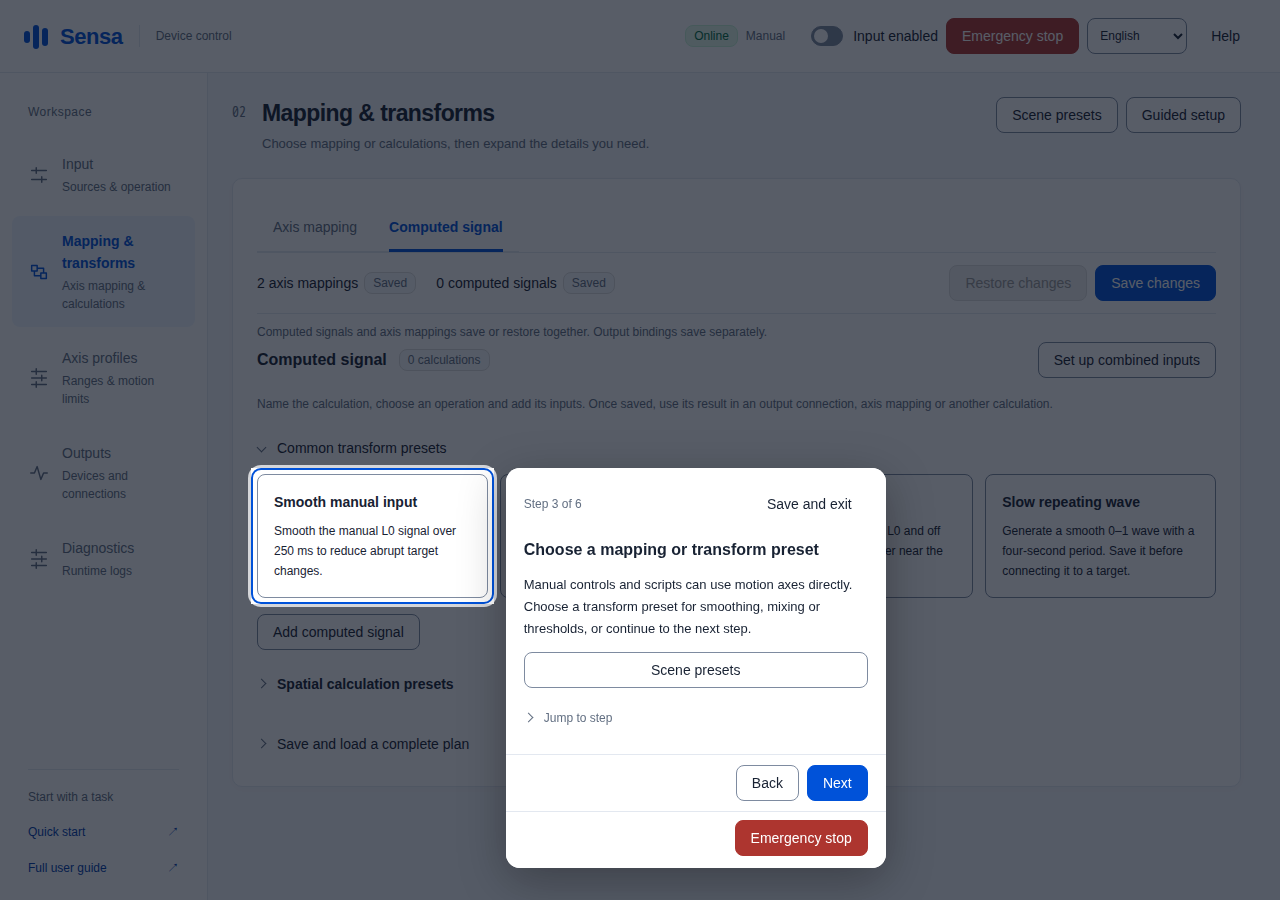 Sensa
Device control
Online
Manual
Input enabled
Emergency stop
English
Help
Workspace
Input
Sources & operation
Mapping &
transforms
Axis mapping &
calculations
Axis profiles
Ranges & motion
limits
Outputs
Devices and
connections
Diagnostics
Runtime logs
Start with a task
Quick start
Full user guide
02
Mapping & transforms
Choose mapping or calculations, then expand the details you need.
Scene presets
Guided setup
Axis mapping
Computed signal
2 axis mappings
Saved
0 computed signals
Saved
Restore changes
Save changes
Computed signals and axis mappings save or restore together. Output bindings save separately.
Computed signal
0 calculations
Set up combined inputs
Name the calculation, choose an operation and add its inputs. Once saved, use its result in an output connection, axis mapping or another calculation.
Common transform presets
Smooth manual input
Smooth the manual L0 signal over
250 ms to reduce abrupt target
changes.
L0 and off
near the
Slow repeating wave
Generate a smooth 0–1 wave with a
four-second period. Save it before
connecting it to a target.
Add computed signal
Spatial calculation presets
Save and load a complete plan
Step 3 of 6
Save and exit
Choose a mapping or transform preset
Manual controls and scripts can use motion axes directly.
Choose a transform preset for smoothing, mixing or
thresholds, or continue to the next step.
Scene presets
Jump to step
Back
Next
Emergency stop